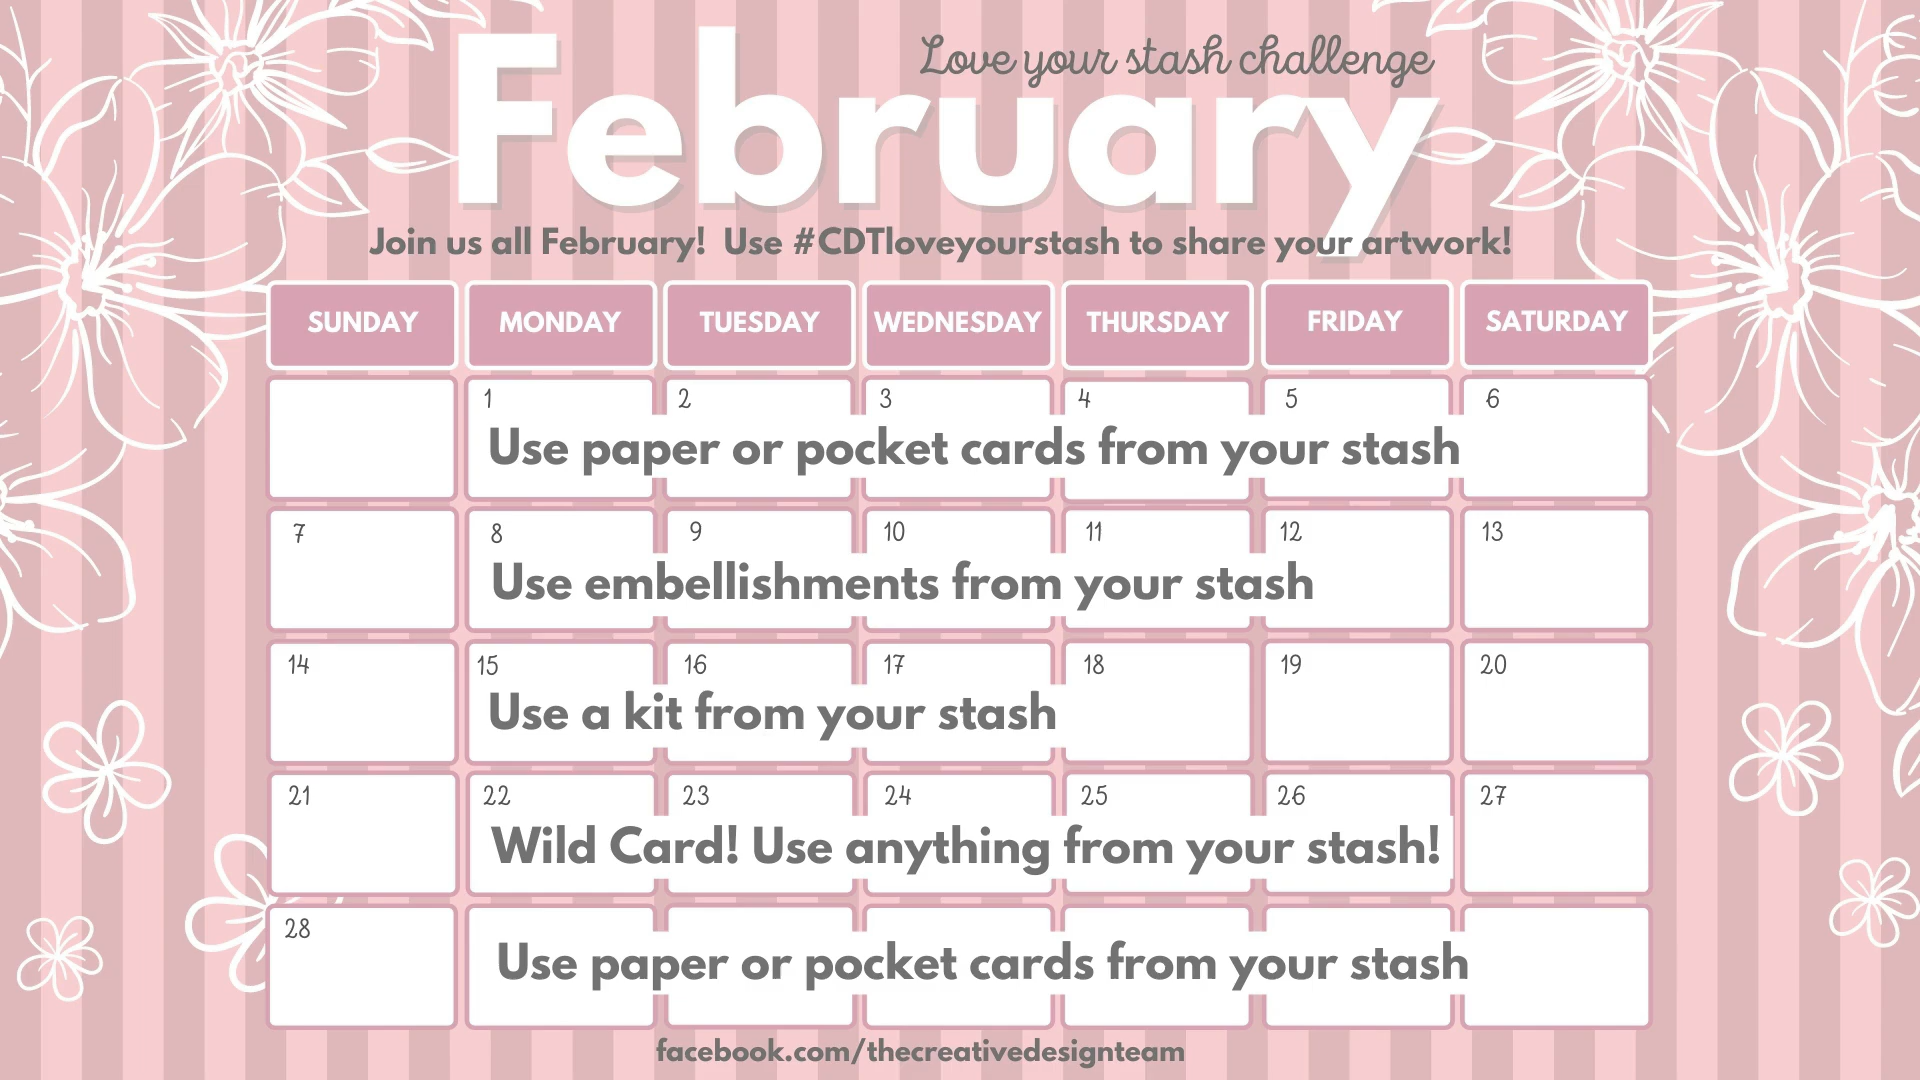 Love your stash challenge
February
Join us all February! Use #CDTloveyourstash to share your artwork!
SUNDAY MONDAY TUESDAY WEDNESDAY THURSDAY FRIDAY SATURDAY
1 2 3 4 5 6
Use paper or pocket cards from your stash
7 8 9 10 11 12 13
Use embellishments from your stash
14 15 16 17 18 19 20
Use a kit from your stash
21 22 23 24 25 26 27
Wild Card! Use anything from your stash!
28
Use paper or pocket cards from your stash
facebook.com/thecreativedesignteam